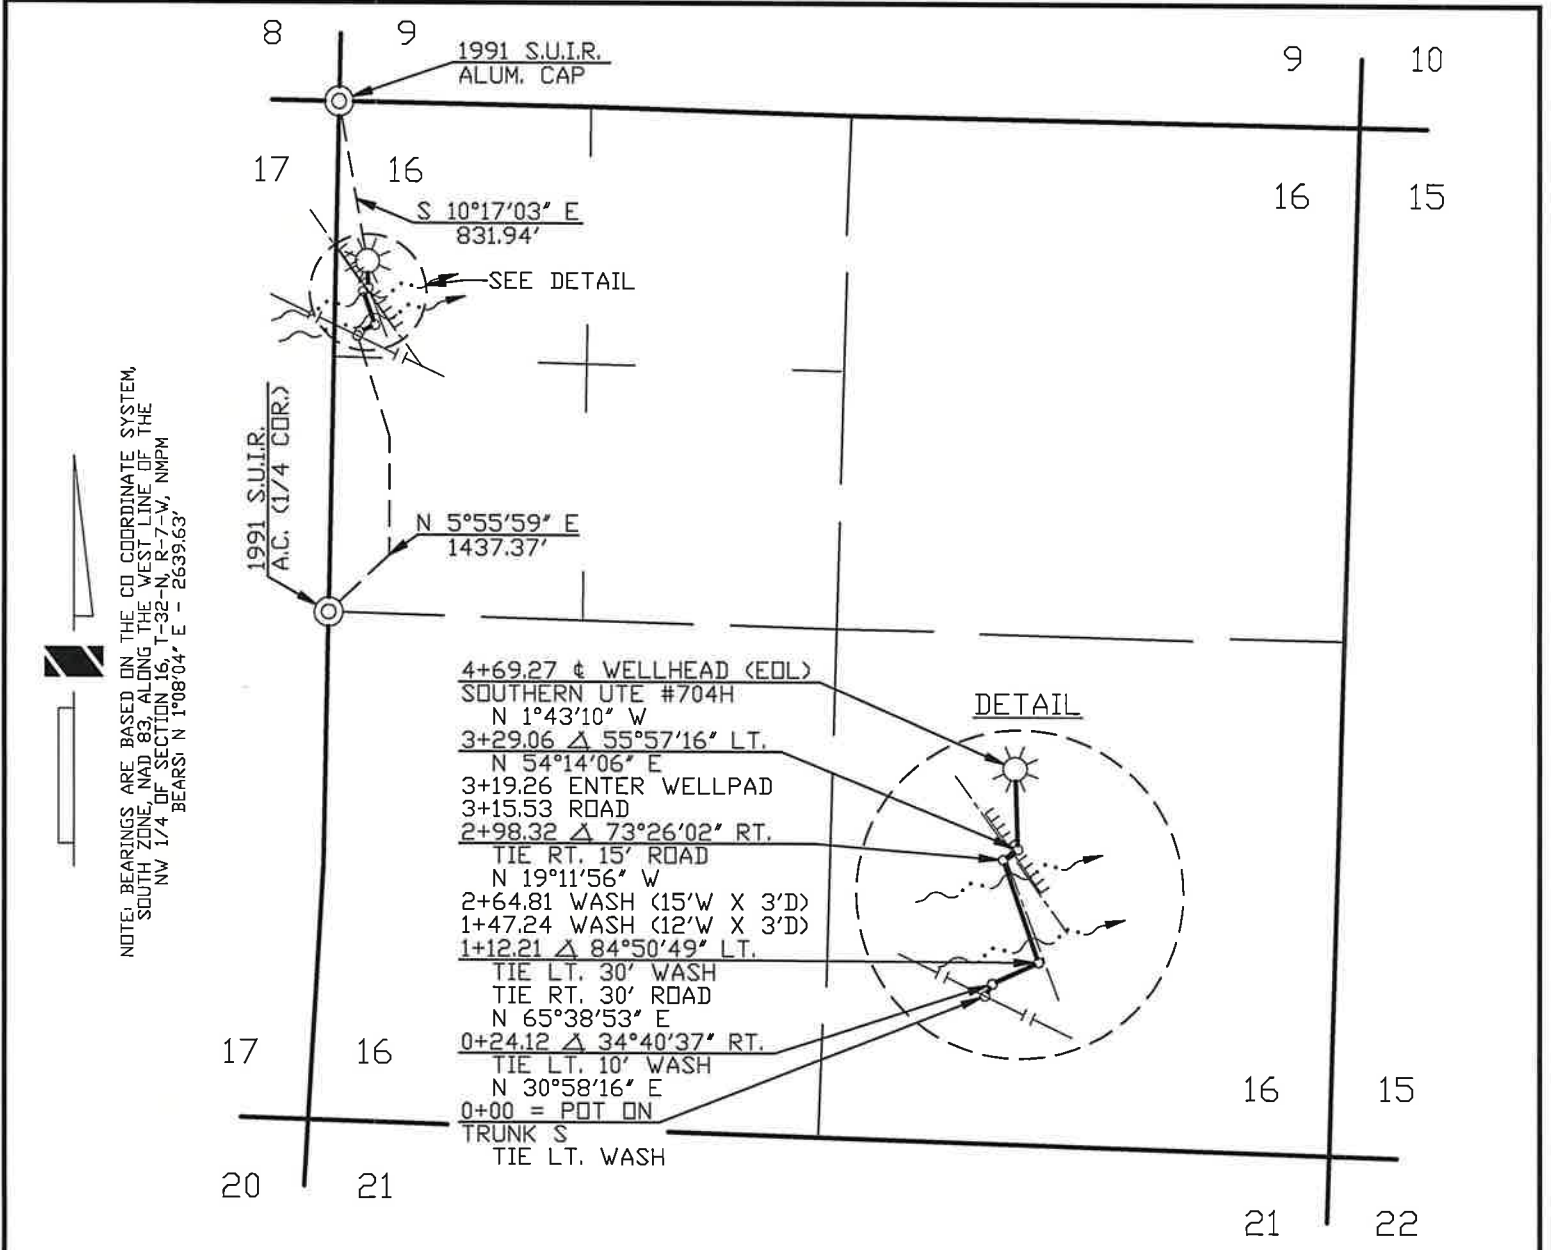 8 9
1991 S.U.I.R.
ALUM. CAP
9 10
17 16
16 15
S 10°17'03" E
831.94'
SEE DETAIL
1991 S.U.I.R.
A.C. (1/4 COR.)
N 5°55'59" E
1437.37'
NOTE: BEARINGS ARE BASED ON THE CO COORDINATE SYSTEM,
SOUTH ZONE, NAD 83, ALONG THE WEST LINE OF THE
NW 1/4 OF SECTION 16, T-32-N, R-7-W, NMPM
BEARS: N 1°08'04" E - 2639.63'
4+69.27 ℄ WELLHEAD (EOL)
SOUTHERN UTE #704H
N 1°43'10" W
3+29.06 ∆ 55°57'16" LT.
N 54°14'06" E
3+19.26 ENTER WELLPAD
3+15.53 ROAD
2+98.32 ∆ 73°26'02" RT.
TIE RT. 15' ROAD
N 19°11'56" W
2+64.81 WASH (15'W X 3'D)
1+47.24 WASH (12'W X 3'D)
1+12.21 ∆ 84°50'49" LT.
TIE LT. 30' WASH
TIE RT. 30' ROAD
N 65°38'53" E
0+24.12 ∆ 34°40'37" RT.
TIE LT. 10' WASH
N 30°58'16" E
0+00 = POT ON
TRUNK S
TIE LT. WASH
DETAIL
17 16
16 15
20 21
21 22